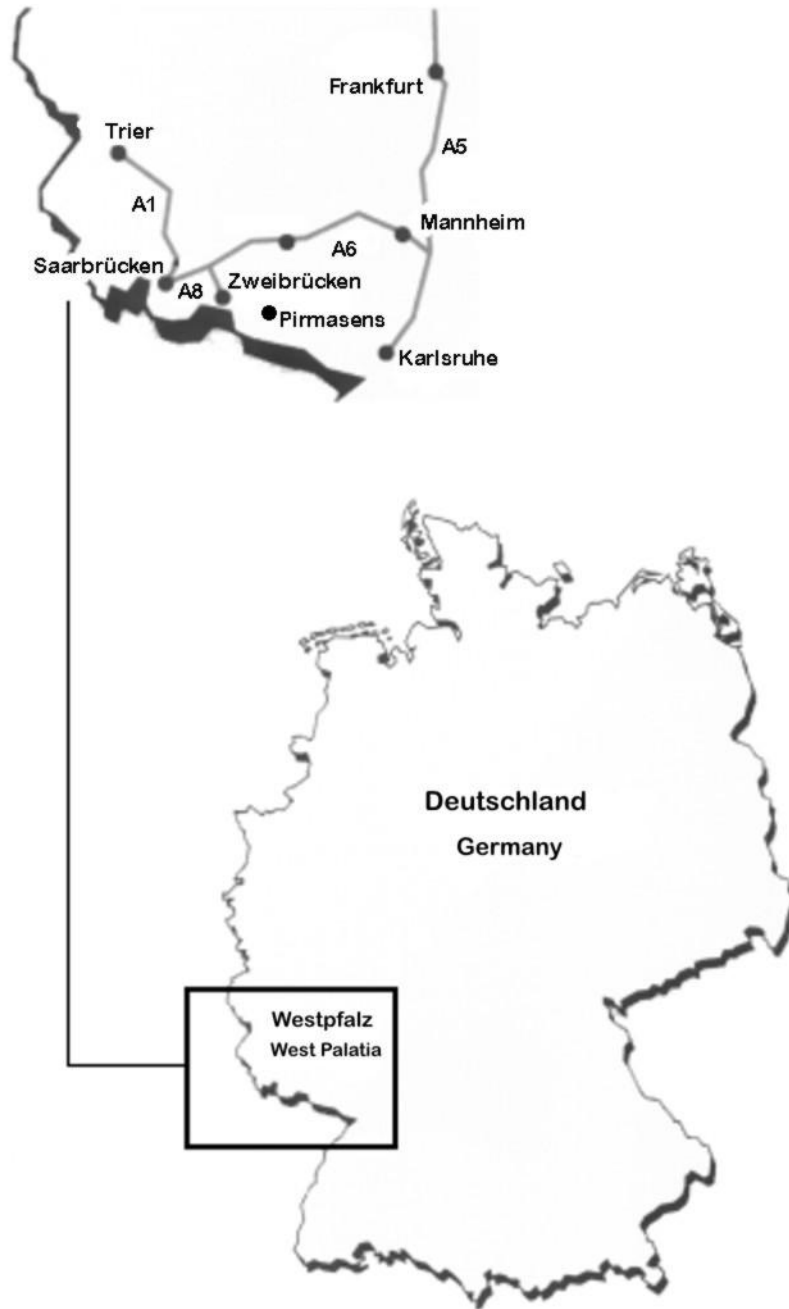 Frankfurt
Trier
A5
A1
Mannheim
A6
Saarbrücken
Zweibrücken
A8
Pirmasens
Karlsruhe
Deutschland
Germany
Westpfalz
West Palatia